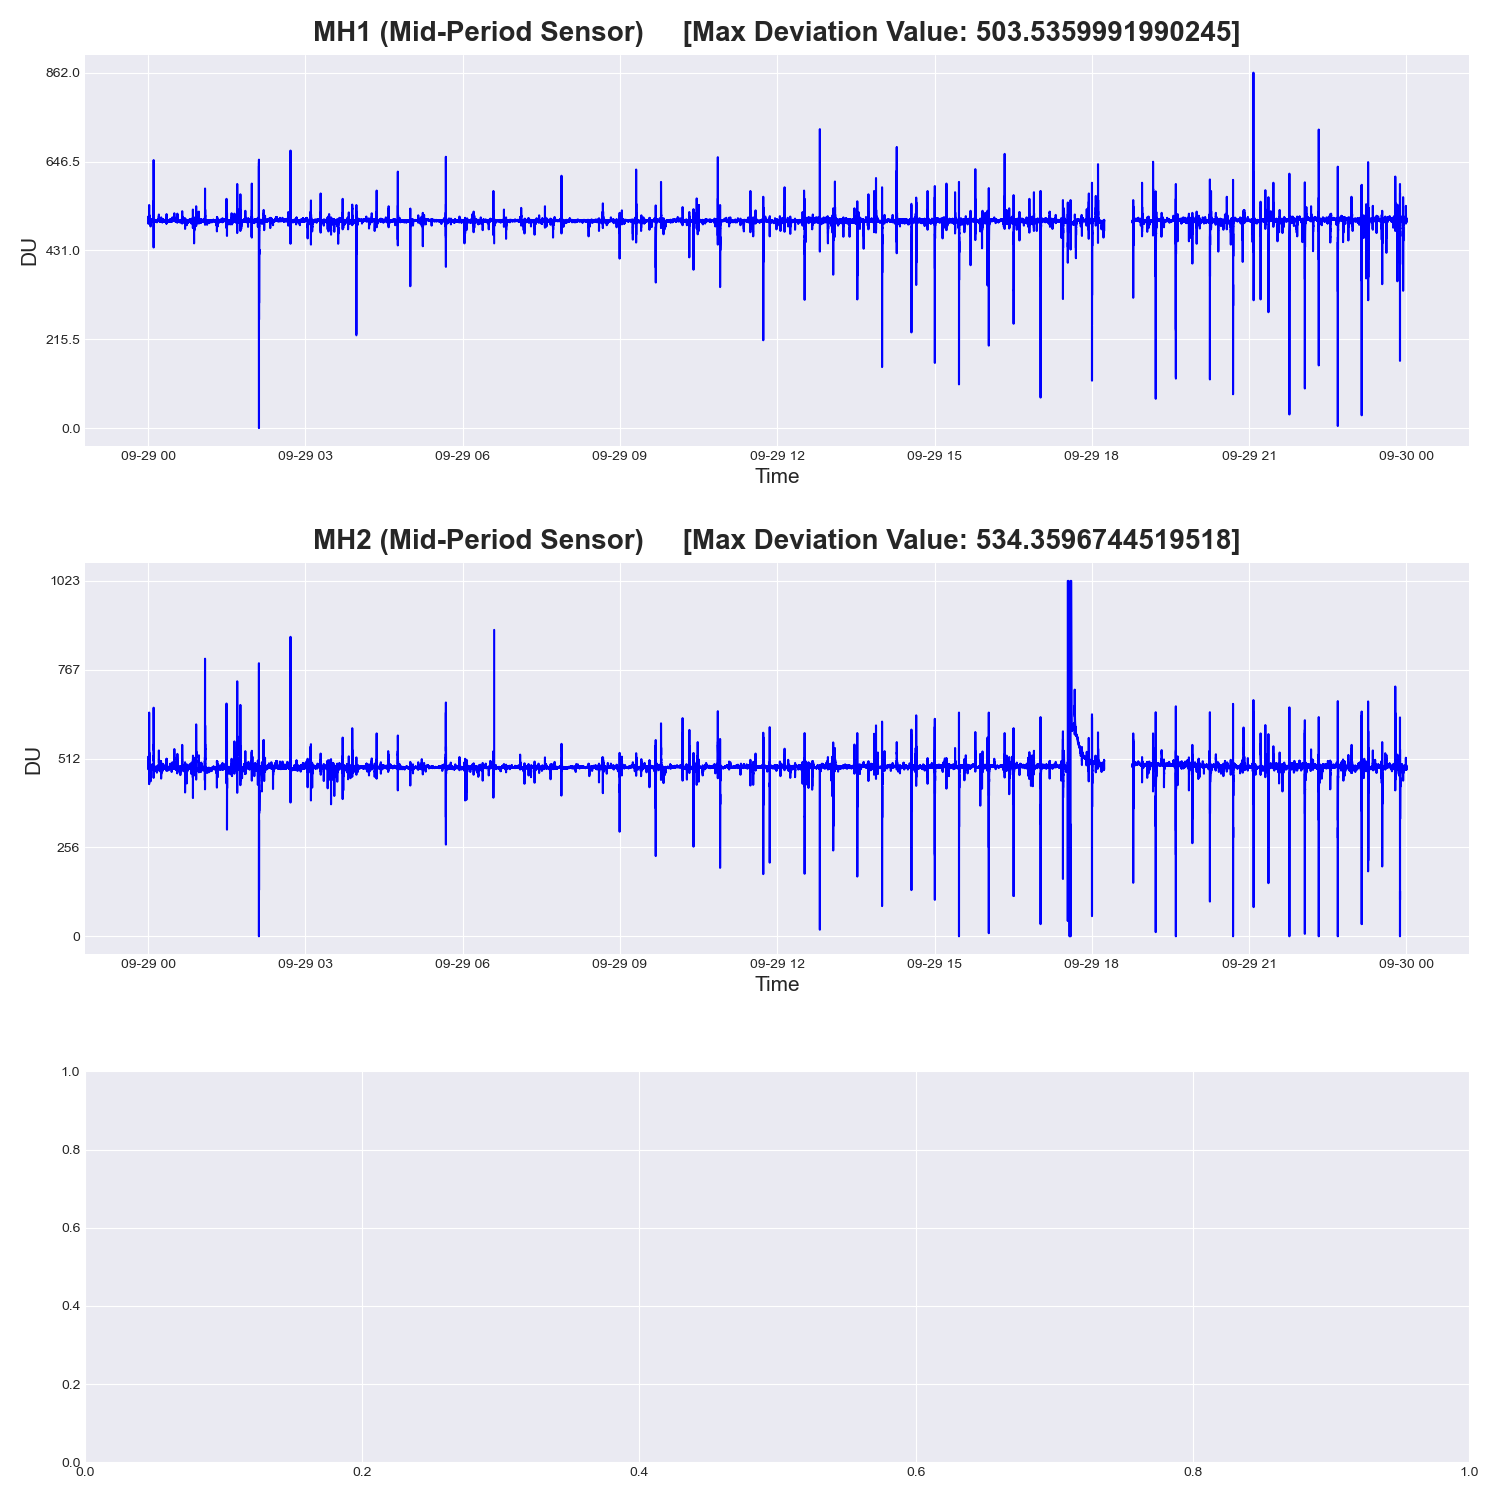 MH1 (Mid-Period Sensor) [Max Deviation Value: 503.5359991990245]
862.0
646.5
431.0
215.5
0.0
DU
09-29 00 09-29 03 09-29 06 09-29 09 09-29 12 09-29 15 09-29 18 09-29 21 09-30 00
Time
MH2 (Mid-Period Sensor) [Max Deviation Value: 534.3596744519518]
1023
767
512
256
0
DU
09-29 00 09-29 03 09-29 06 09-29 09 09-29 12 09-29 15 09-29 18 09-29 21 09-30 00
Time
1.0
0.8
0.6
0.4
0.2
0.0
0.0 0.2 0.4 0.6 0.8 1.0